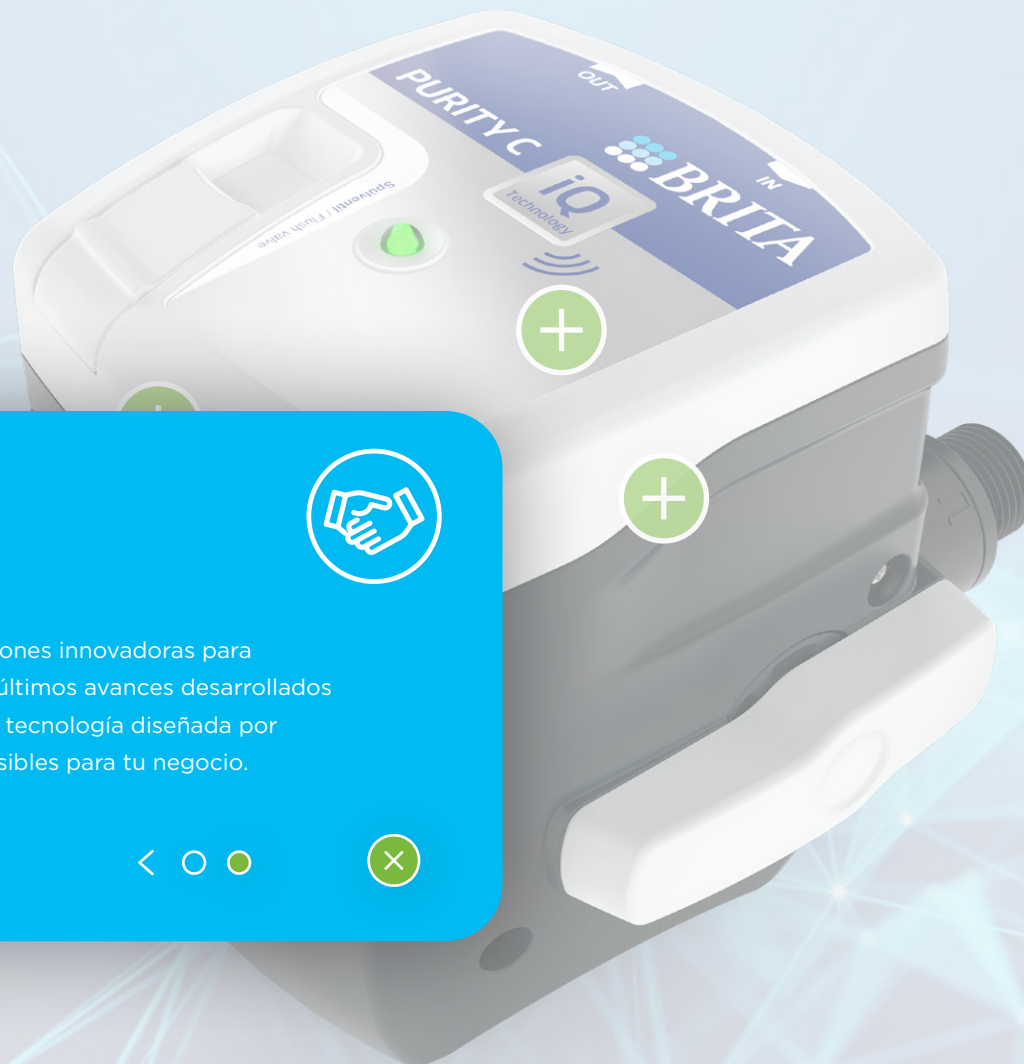 OUT
PURITY C
IN
BRITA
iQ
Technology
Spülventil / Flush valve
ones innovadoras para
últimos avances desarrollados
tecnología diseñada por
sibles para tu negocio.